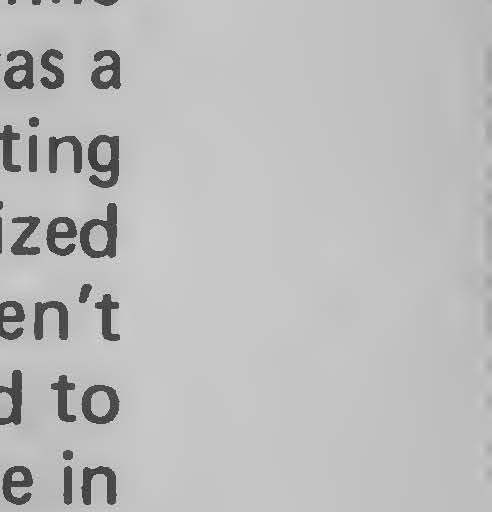 as a
ting
ized
en't
d to
e in